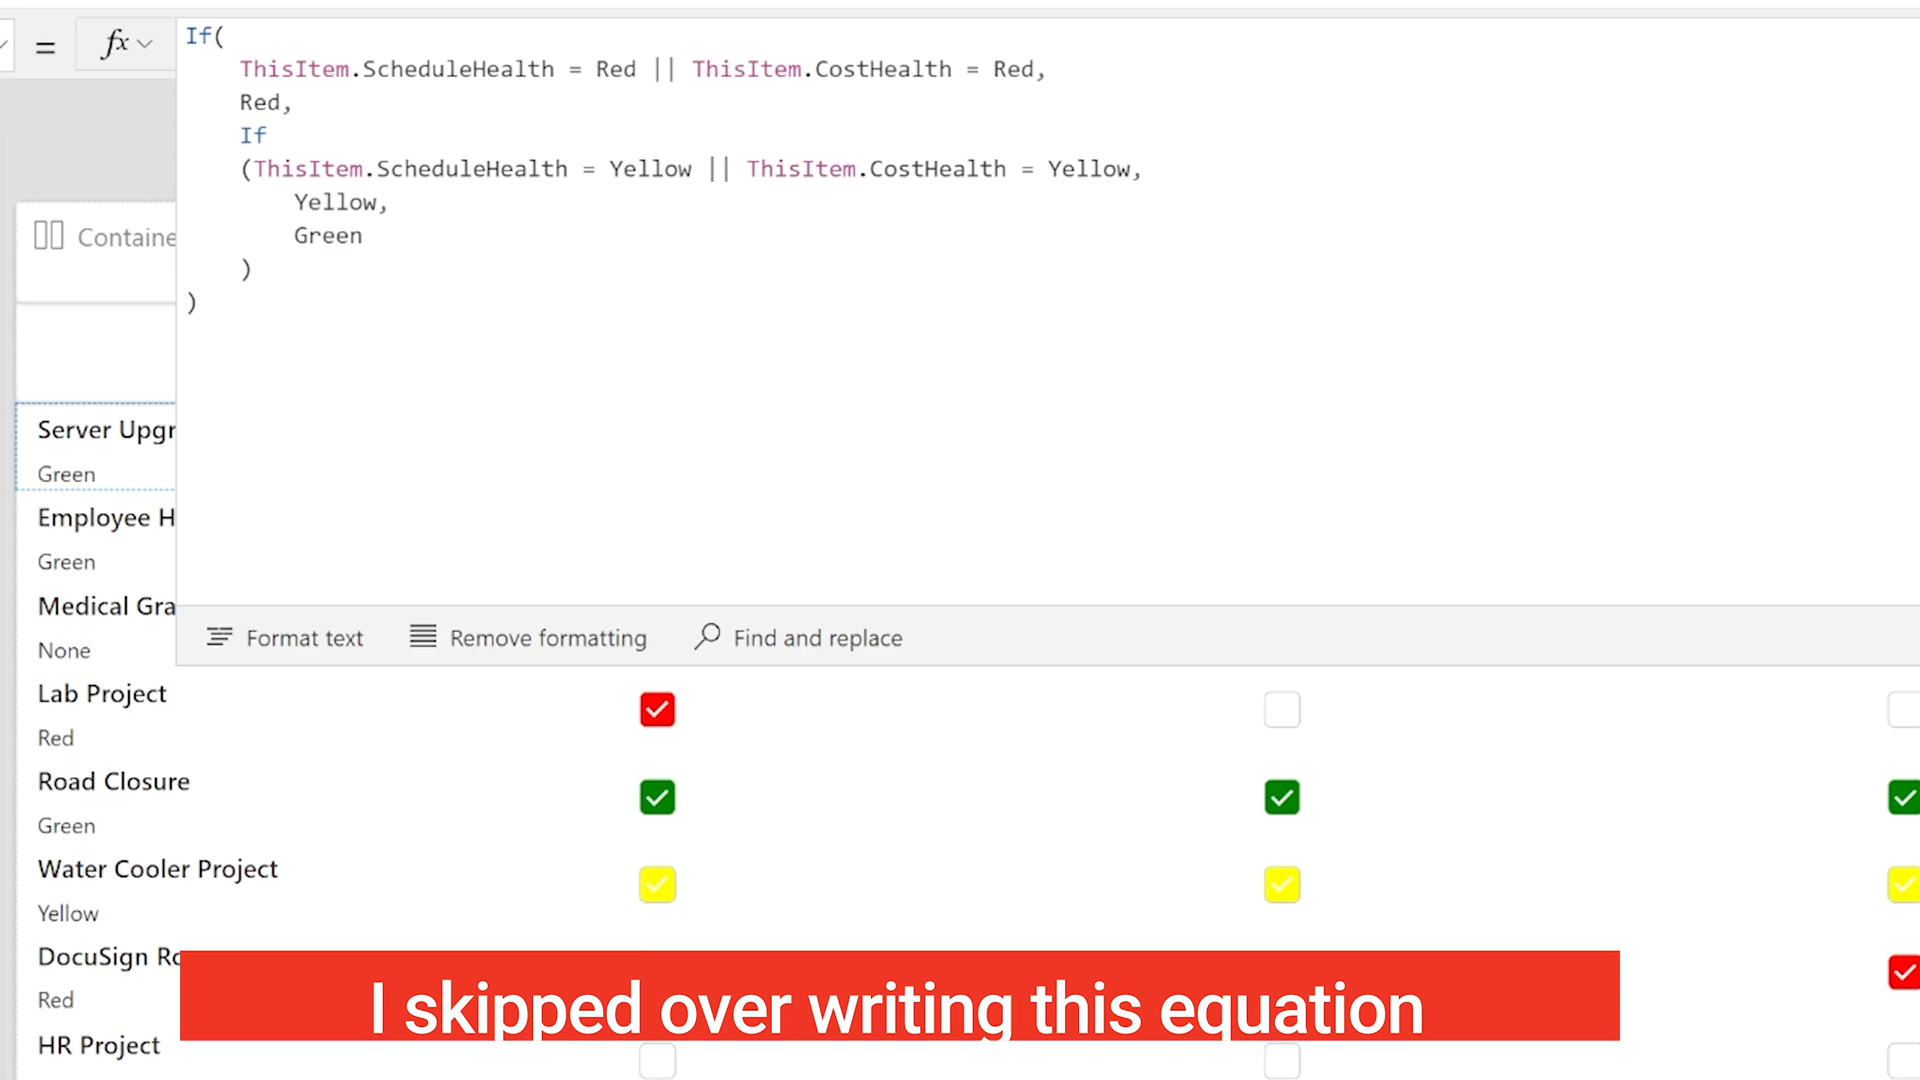 = fx
If(
ThisItem.ScheduleHealth = Red || ThisItem.CostHealth = Red,
Red,
If
(ThisItem.ScheduleHealth = Yellow || ThisItem.CostHealth = Yellow,
Yellow,
Green
)
)
Containe
Server Upgr
Green
Employee H
Green
Medical Gra
None
Format text Remove formatting Find and replace
Lab Project
Red
Road Closure
Green
Water Cooler Project
Yellow
DocuSign Ro
Red
I skipped over writing this equation
HR Project